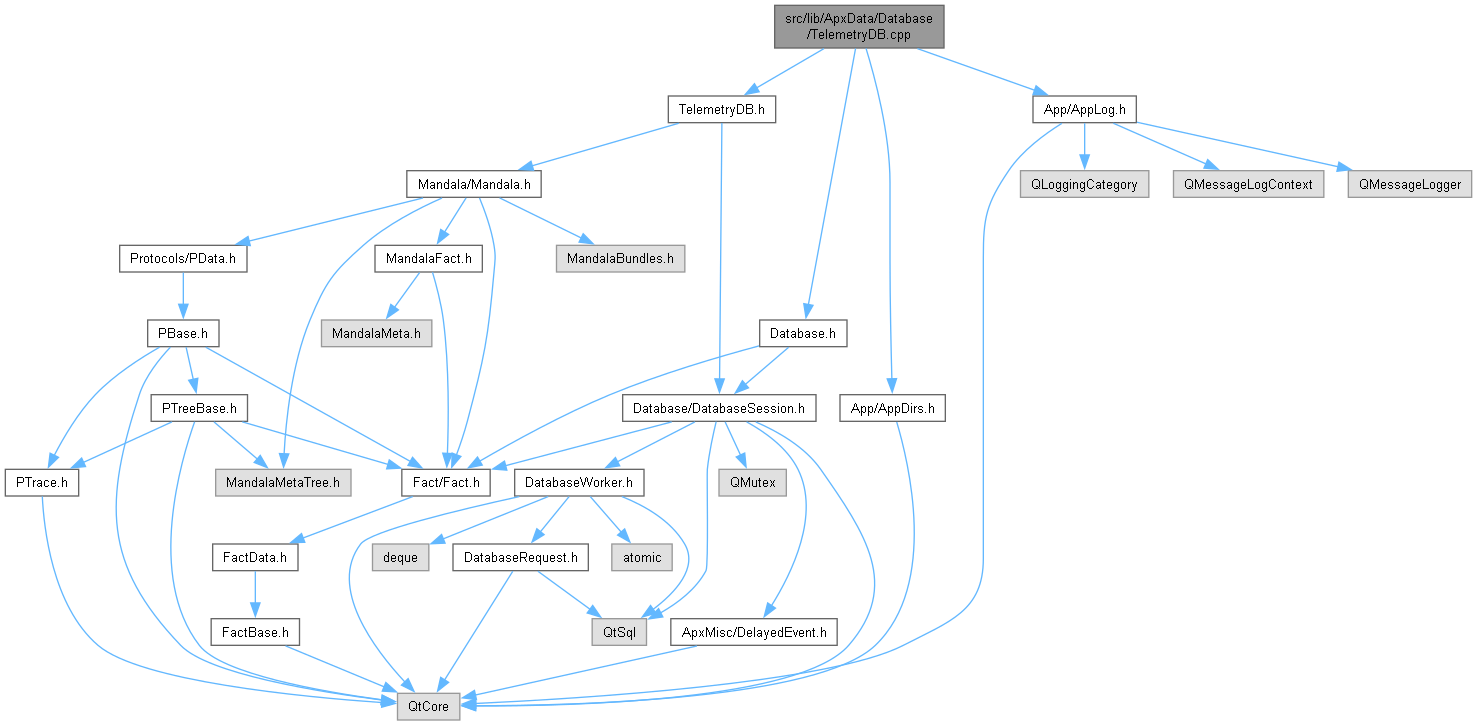 src/lib/ApxData/Database
/TelemetryDB.cpp
TelemetryDB.h
App/AppLog.h
Mandala/Mandala.h
QLoggingCategory
QMessageLogContext
QMessageLogger
Protocols/PData.h
MandalaFact.h
MandalaBundles.h
PBase.h
MandalaMeta.h
Database.h
PTreeBase.h
Database/DatabaseSession.h
App/AppDirs.h
PTrace.h
MandalaMetaTree.h
Fact/Fact.h
DatabaseWorker.h
QMutex
FactData.h
deque
DatabaseRequest.h
atomic
FactBase.h
QtSql
ApxMisc/DelayedEvent.h
QtCore